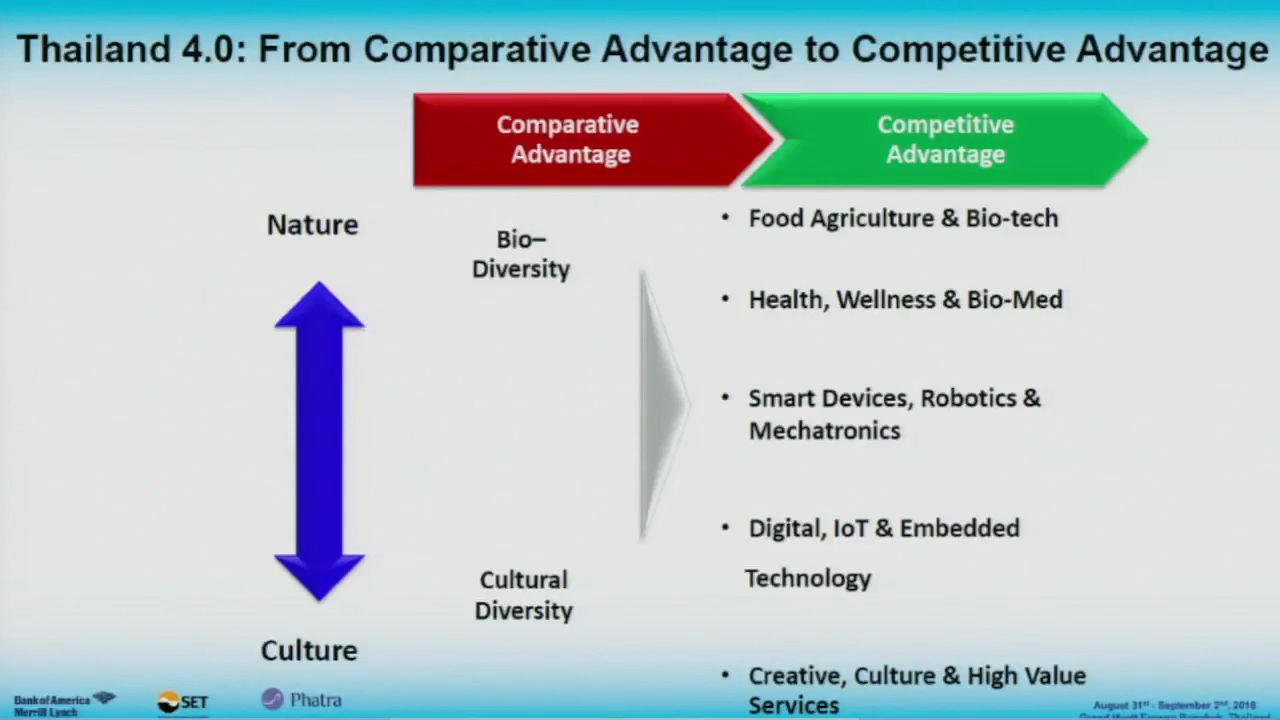 Thailand 4.0: From Comparative Advantage to Competitive Advantage
Comparative
Advantage
Competitive
Advantage
Nature
Bio–
Diversity
• Food Agriculture & Bio-tech
• Health, Wellness & Bio-Med
• Smart Devices, Robotics &
Mechatronics
• Digital, IoT & Embedded
Technology
Cultural
Diversity
Culture
• Creative, Culture & High Value
Services
Bank of America
Merrill Lynch
SET
Phatra
August 31st - September 2nd, 2016
Thailand